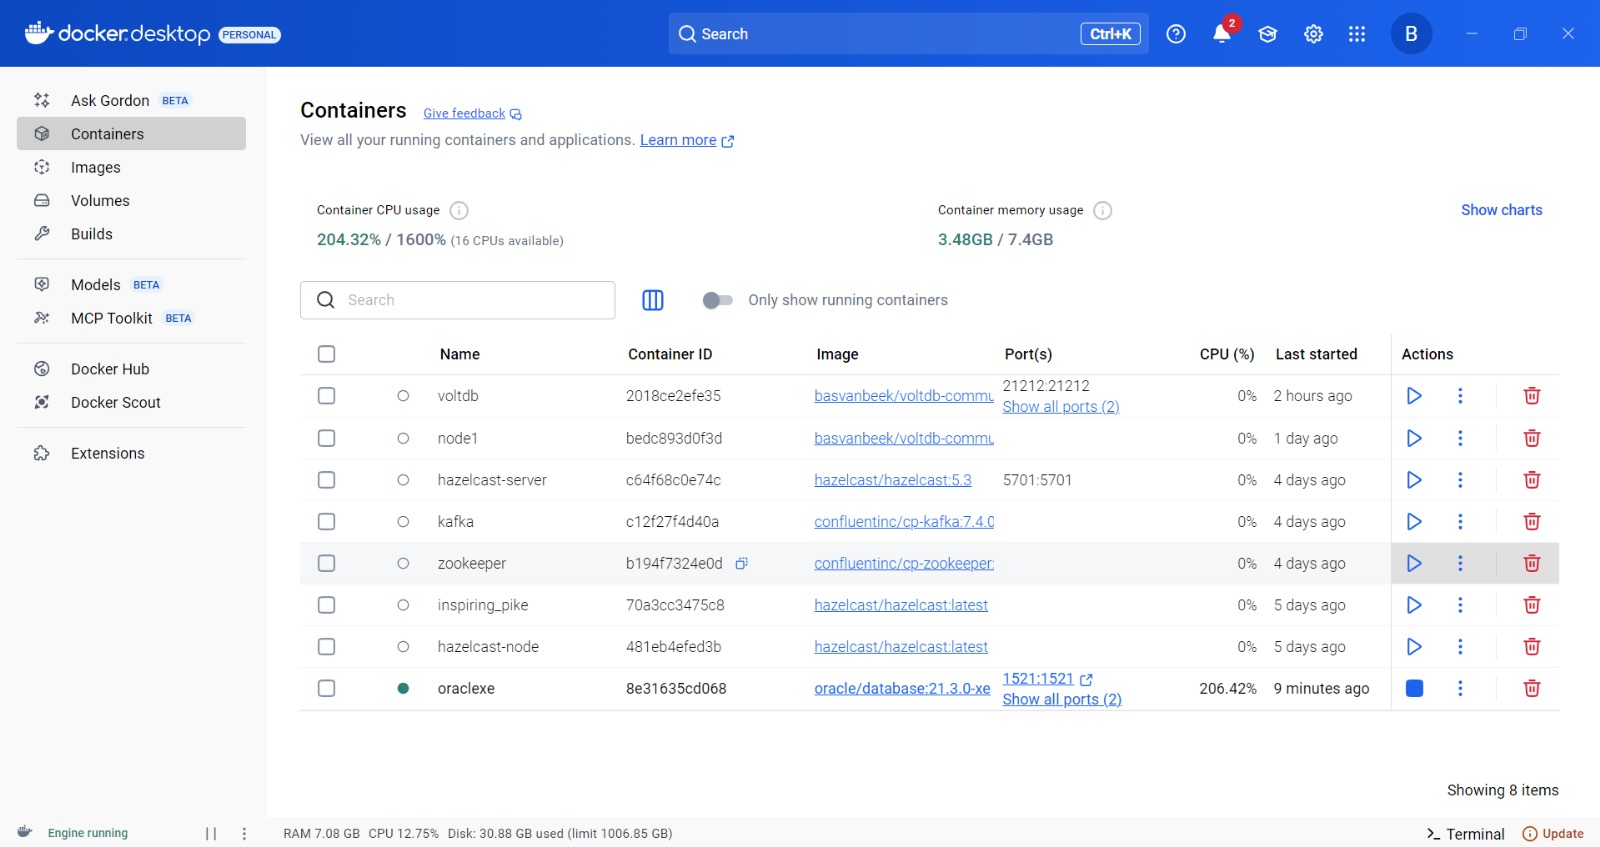 docker.desktop PERSONAL
Search Ctrl+K
2
B
Ask Gordon BETA
Containers
Images
Volumes
Builds
Models BETA
MCP Toolkit BETA
Docker Hub
Docker Scout
Extensions
Containers Give feedback
View all your running containers and applications. Learn more
Container CPU usage
204.32% / 1600% (16 CPUs available)
Container memory usage
3.48GB / 7.4GB
Show charts
Search
Only show running containers
Name Container ID Image Port(s) CPU (%) Last started Actions
voltdb 2018ce2efe35 basvanbeek/voltdb-commu 21212:21212 0% 2 hours ago
Show all ports (2)
node1 bedc893d0f3d basvanbeek/voltdb-commu 0% 1 day ago
hazelcast-server c64f68c0e74c hazelcast/hazelcast:5.3 5701:5701 0% 4 days ago
kafka c12f27f4d40a confluentinc/cp-kafka:7.4.0 0% 4 days ago
zookeeper b194f7324e0d confluentinc/cp-zookeeper: 0% 4 days ago
inspiring_pike 70a3cc3475c8 hazelcast/hazelcast:latest 0% 5 days ago
hazelcast-node 481eb4efed3b hazelcast/hazelcast:latest 0% 5 days ago
oraclexe 8e31635cd068 oracle/database:21.3.0-xe 1521:1521 206.42% 9 minutes ago
Show all ports (2)
Showing 8 items
Engine running
RAM 7.08 GB CPU 12.75% Disk: 30.88 GB used (limit 1006.85 GB)
Terminal
Update